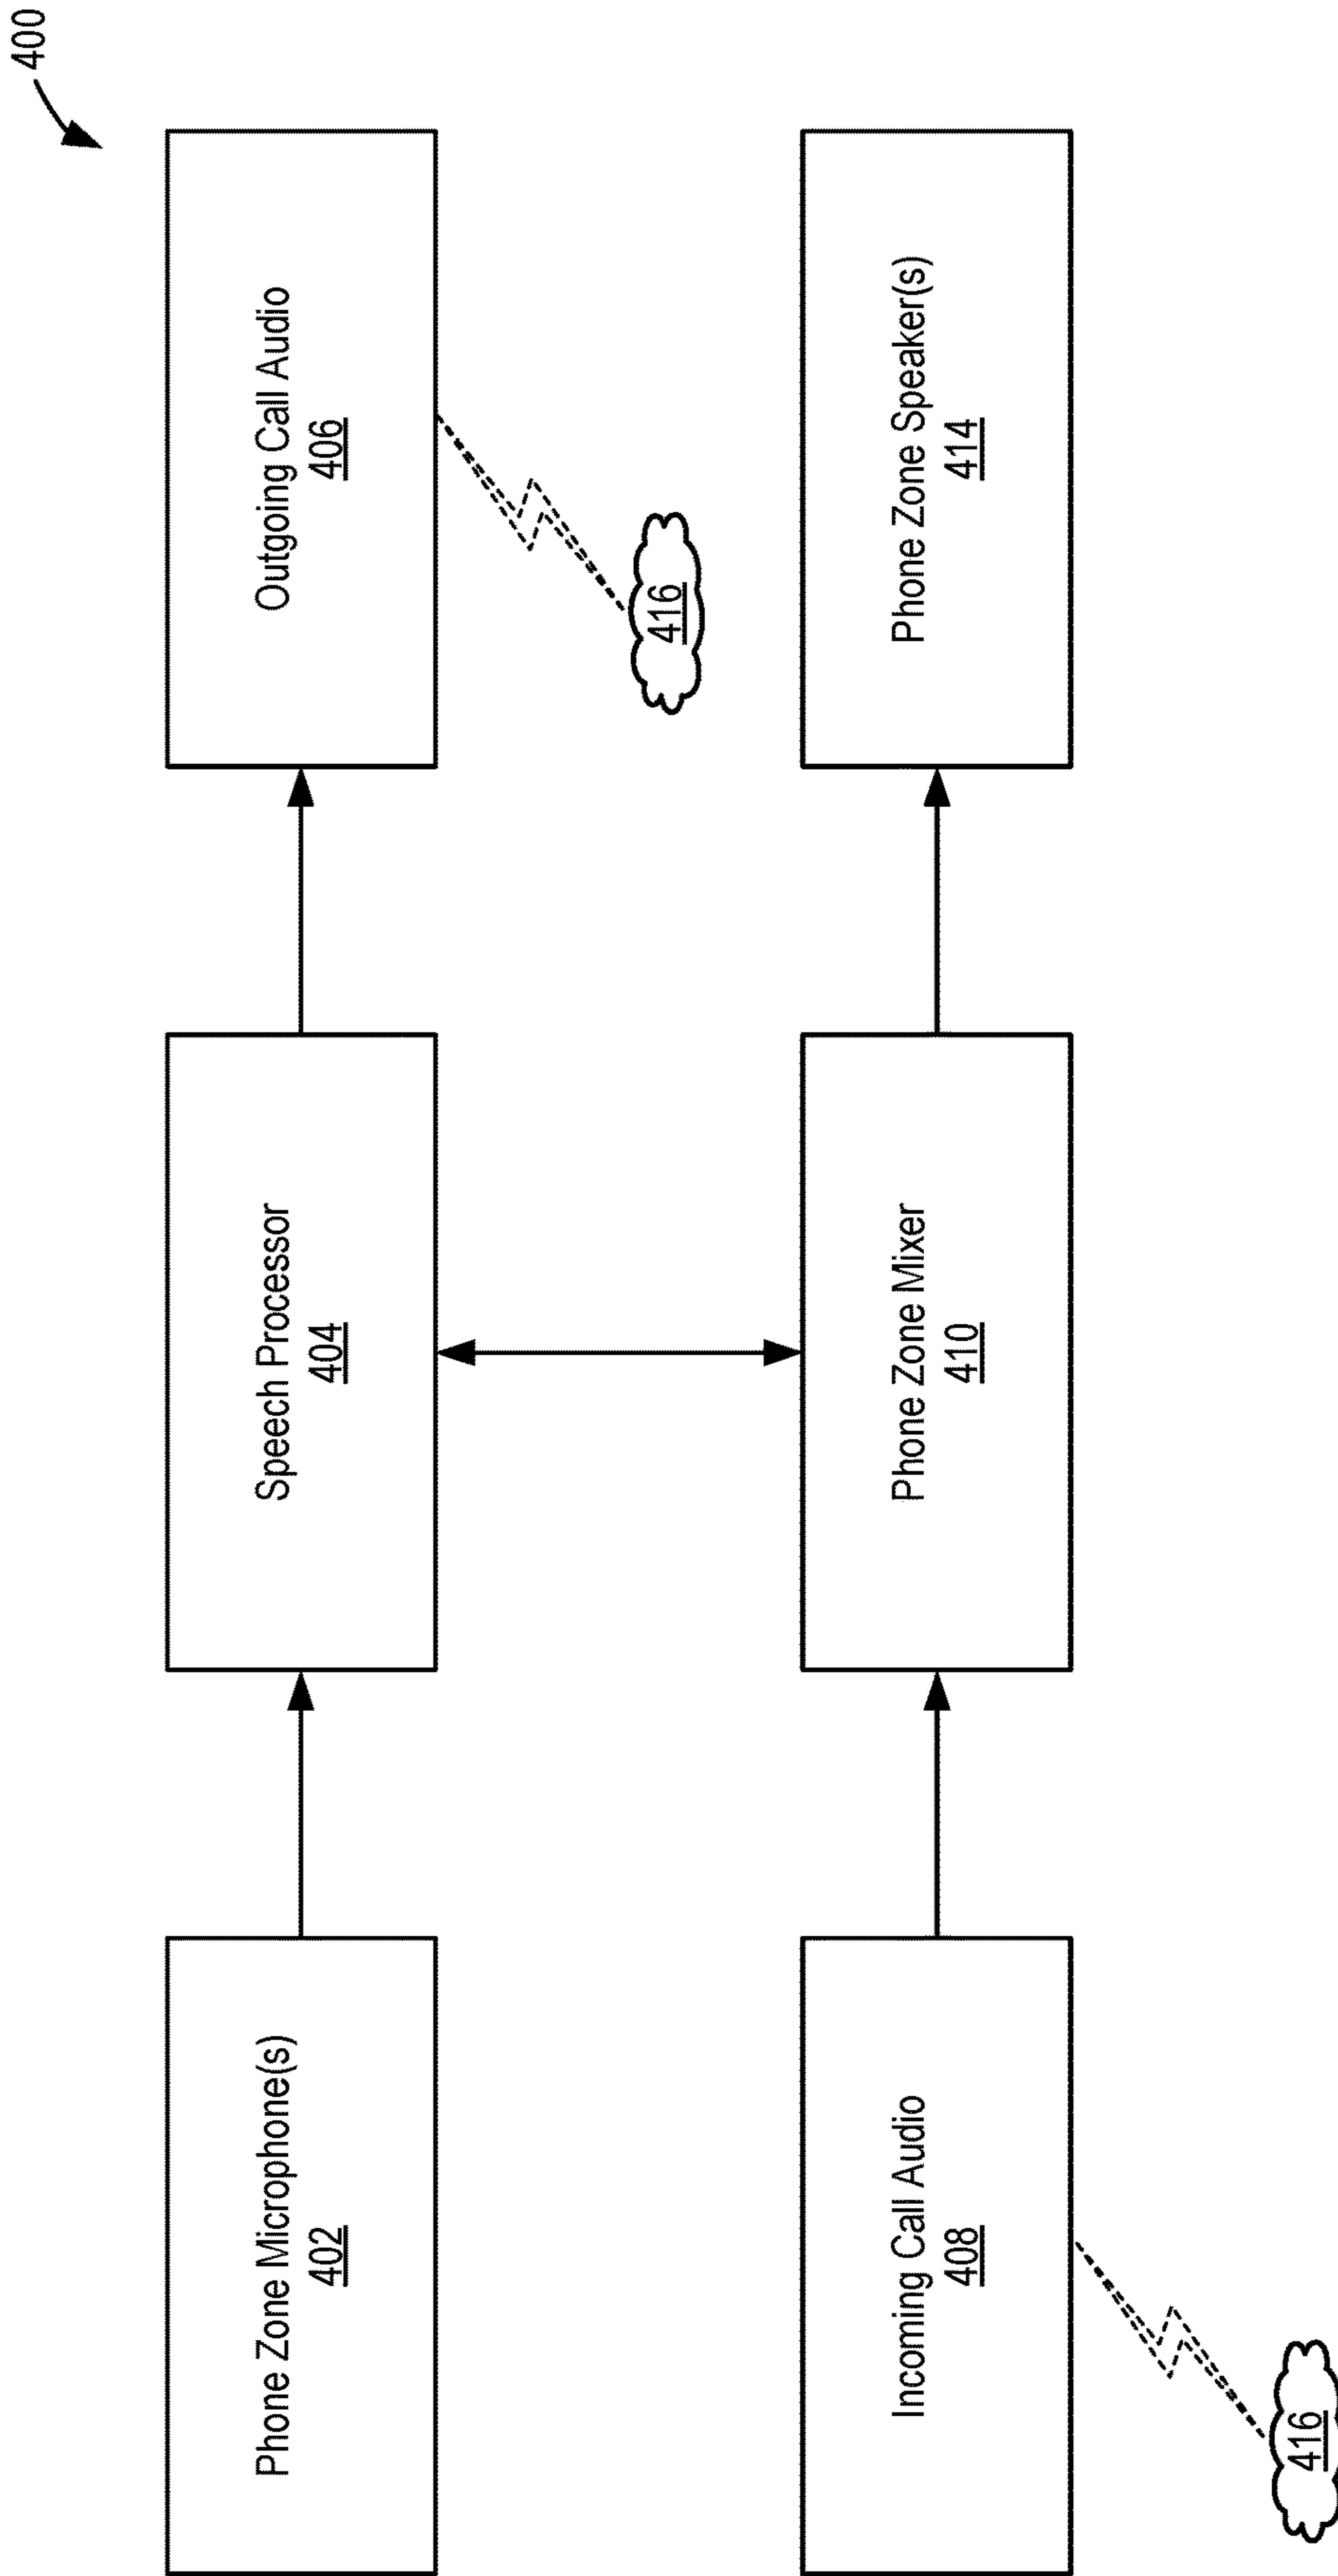 400
Phone Zone Microphone(s)
402
Speech Processor
404
Outgoing Call Audio
406
416
Incoming Call Audio
408
Phone Zone Mixer
410
Phone Zone Speaker(s)
414
416